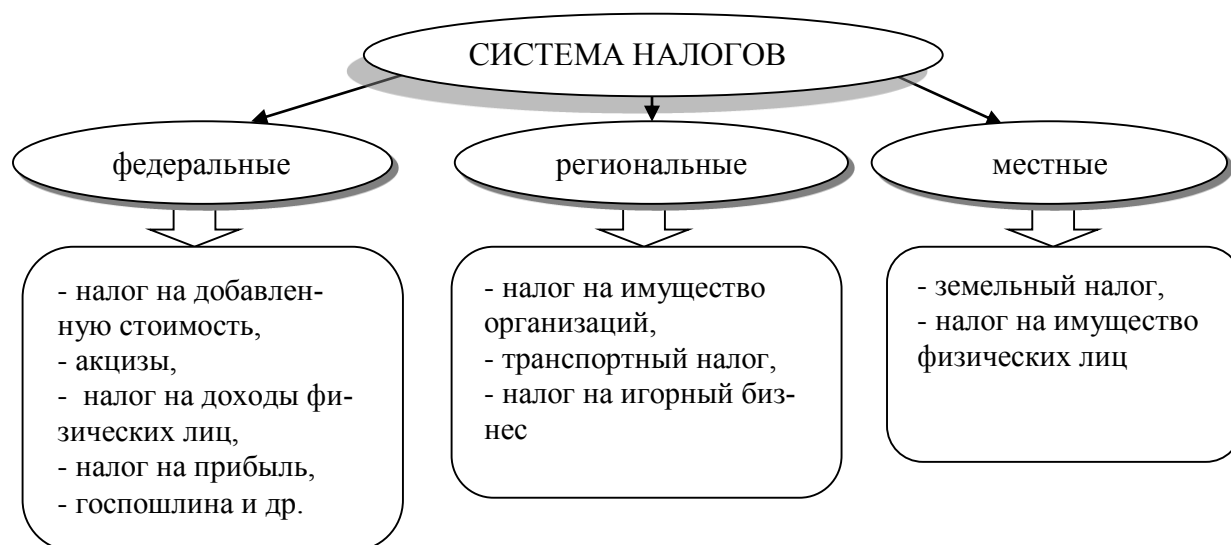 СИСТЕМА НАЛОГОВ
федеральные
региональные
местные
- налог на добавлен-
ную стоимость,
- акцизы,
-  налог на доходы фи-
зических лиц,
- налог на прибыль,
- госпошлина и др.
- налог на имущество
организаций,
- транспортный налог,
- налог на игорный биз-
нес
- земельный налог,
- налог на имущество
физических лиц